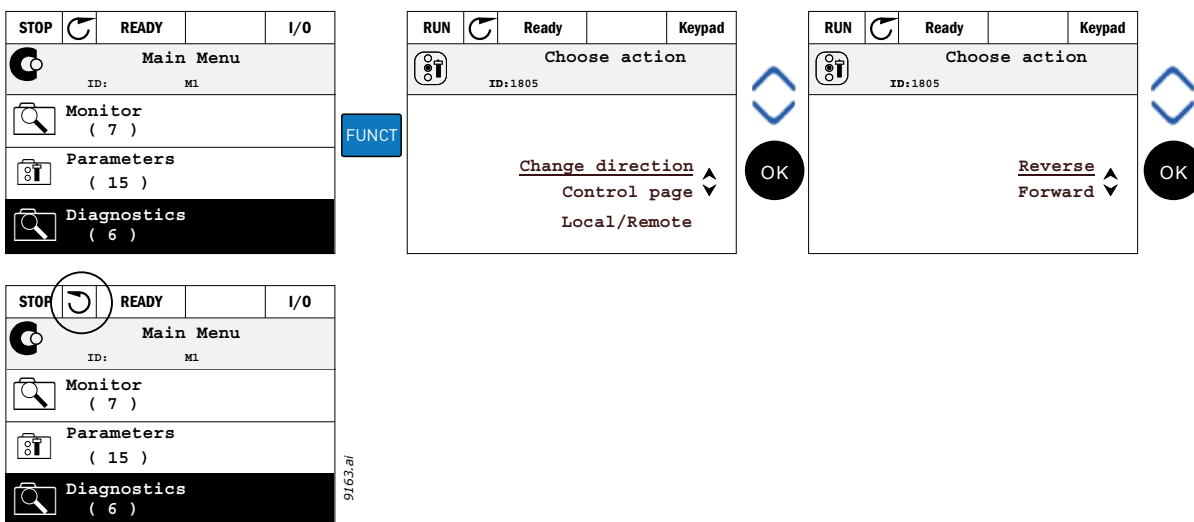 STOP READY I/O
Main Menu
ID: M1
Monitor
( 7 )
Parameters
( 15 )
Diagnostics
( 6 )
FUNCT
RUN Ready Keypad
Choose action
ID:1805
Change direction
Control page
Local/Remote
OK
RUN Ready Keypad
Choose action
ID:1805
Reverse
Forward
OK
STOP READY I/O
Main Menu
ID: M1
Monitor
( 7 )
Parameters
( 15 )
Diagnostics
( 6 )
9163.ai